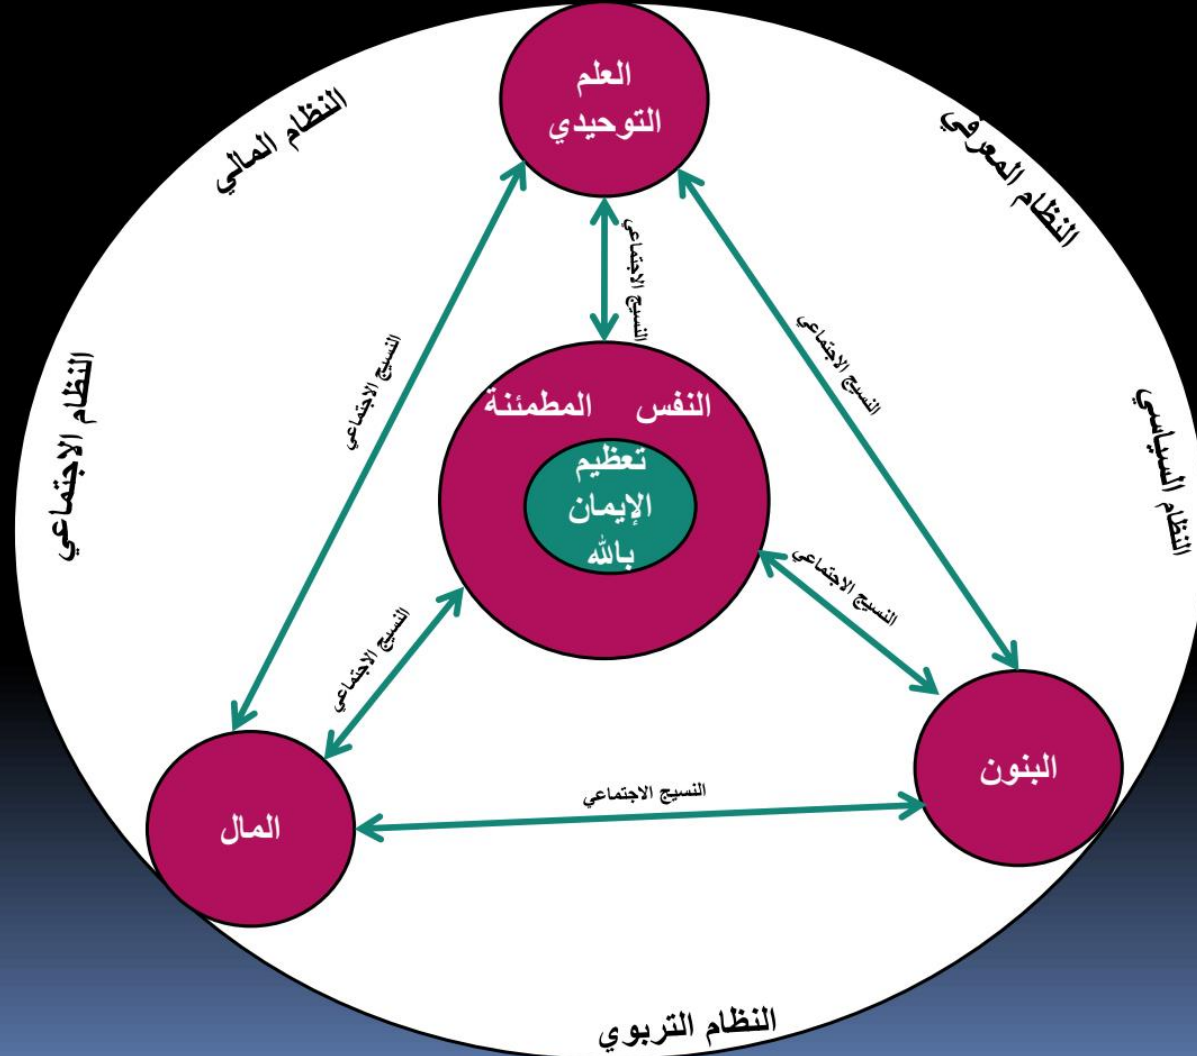 العلم
التوحيدي
النظام المالي
النظام المعرفي
النسيج الاجتماعي
النسيج الاجتماعي
النسيج الاجتماعي
النظام الاجتماعي
النظام السياسي
النفس المطمئنة
تعظيم
الإيمان
بالله
النسيج الاجتماعي
النسيج الاجتماعي
البنون
النسيج الاجتماعي
المال
النظام التربوي